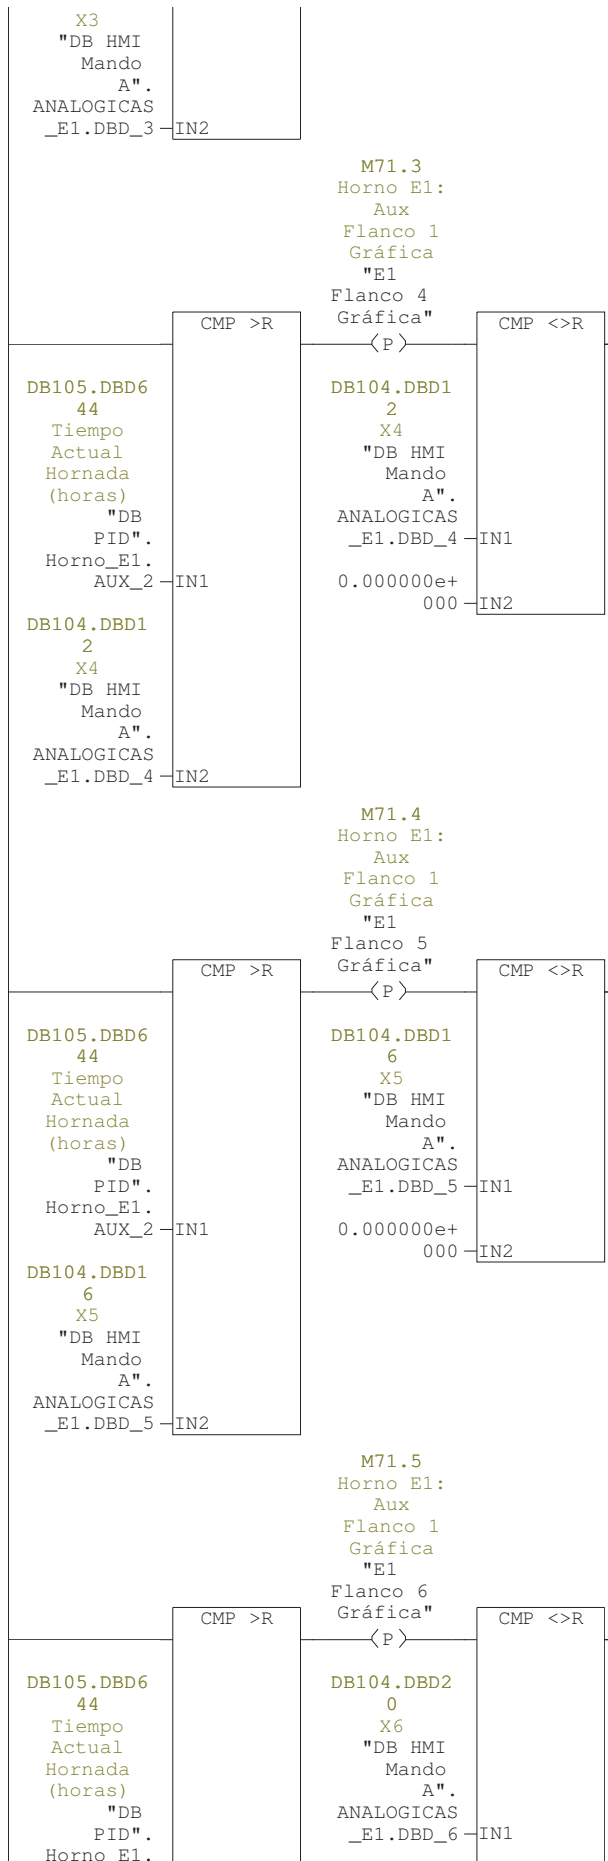 X3
"DB HMI
Mando
A".
ANALOGICAS
_E1.DBD_3
IN2
M71.3
Horno E1:
Aux
Flanco 1
Gráfica
"E1
Flanco 4
Gráfica"
CMP >R
(P)
CMP <>R
DB105.DBD6
44
Tiempo
Actual
Hornada
(horas)
"DB
PID".
Horno_E1.
AUX_2
IN1
DB104.DBD1
2
X4
"DB HMI
Mando
A".
ANALOGICAS
_E1.DBD_4
IN1
0.000000e+
000
IN2
DB104.DBD1
2
X4
"DB HMI
Mando
A".
ANALOGICAS
_E1.DBD_4
IN2
M71.4
Horno E1:
Aux
Flanco 1
Gráfica
"E1
Flanco 5
Gráfica"
CMP >R
(P)
CMP <>R
DB105.DBD6
44
Tiempo
Actual
Hornada
(horas)
"DB
PID".
Horno_E1.
AUX_2
IN1
DB104.DBD1
6
X5
"DB HMI
Mando
A".
ANALOGICAS
_E1.DBD_5
IN1
0.000000e+
000
IN2
DB104.DBD1
6
X5
"DB HMI
Mando
A".
ANALOGICAS
_E1.DBD_5
IN2
M71.5
Horno E1:
Aux
Flanco 1
Gráfica
"E1
Flanco 6
Gráfica"
CMP >R
(P)
CMP <>R
DB105.DBD6
44
Tiempo
Actual
Hornada
(horas)
"DB
PID".
Horno E1.
DB104.DBD2
0
X6
"DB HMI
Mando
A".
ANALOGICAS
_E1.DBD_6
IN1